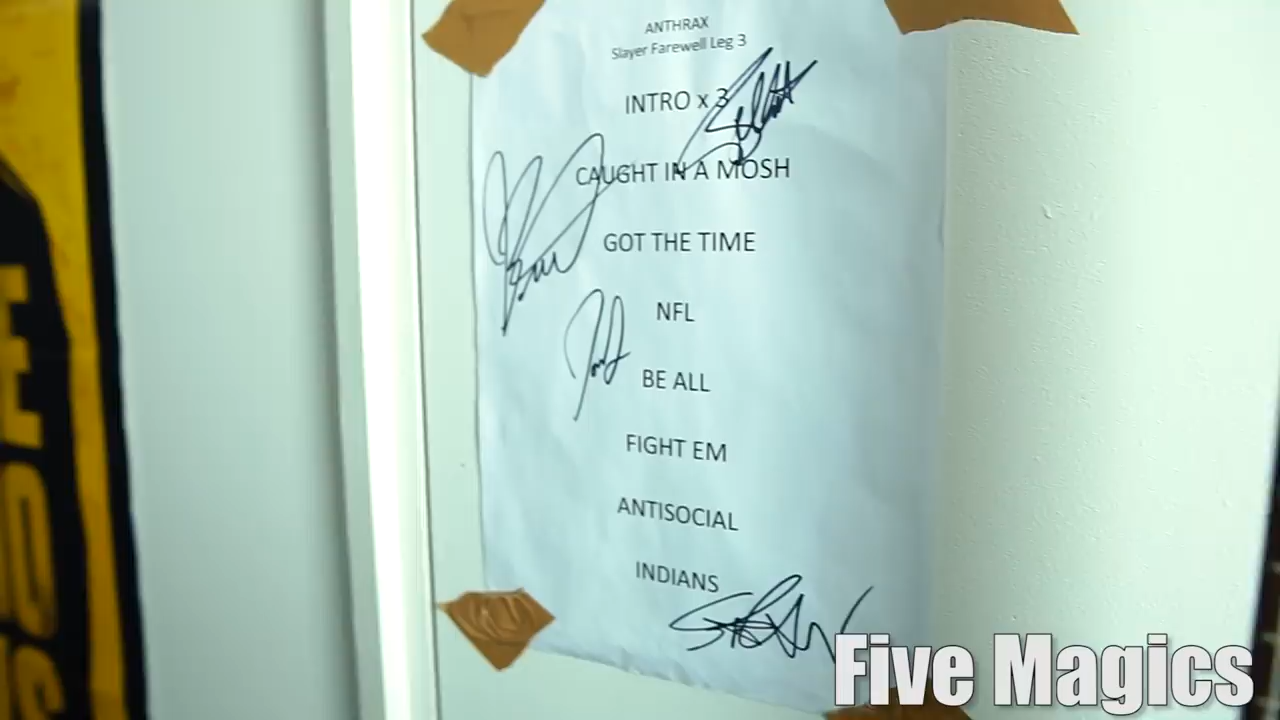 ANTHRAX
Slayer Farewell Leg 3
INTRO x 3
CAUGHT IN A MOSH
GOT THE TIME
NFL
BE ALL
FIGHT EM
ANTISOCIAL
INDIANS
Five Magics